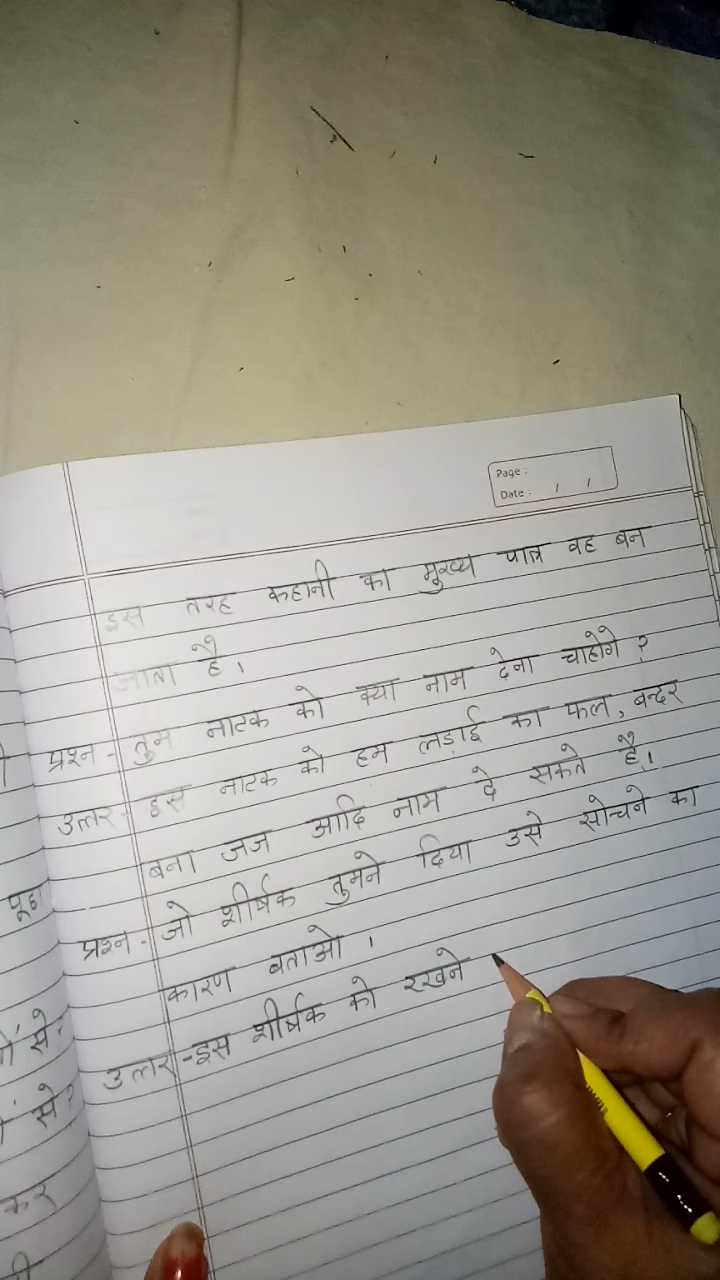 Page :
Date : / /
इस तरह कहानी का मुख्य पात्र वह बन
जाता है।
प्रश्न - तुम नाटक को क्या नाम देना चाहोगे ?
उत्तर - इस नाटक को हम लड़ाई का फल, बन्दर
बना जज आदि नाम दे सकते है।
प्रश्न - जो शीर्षक तुमने दिया उसे सोचने का
कारण बताओ ।
उत्तर - इस शीर्षक को रखने
से
से ?
कर